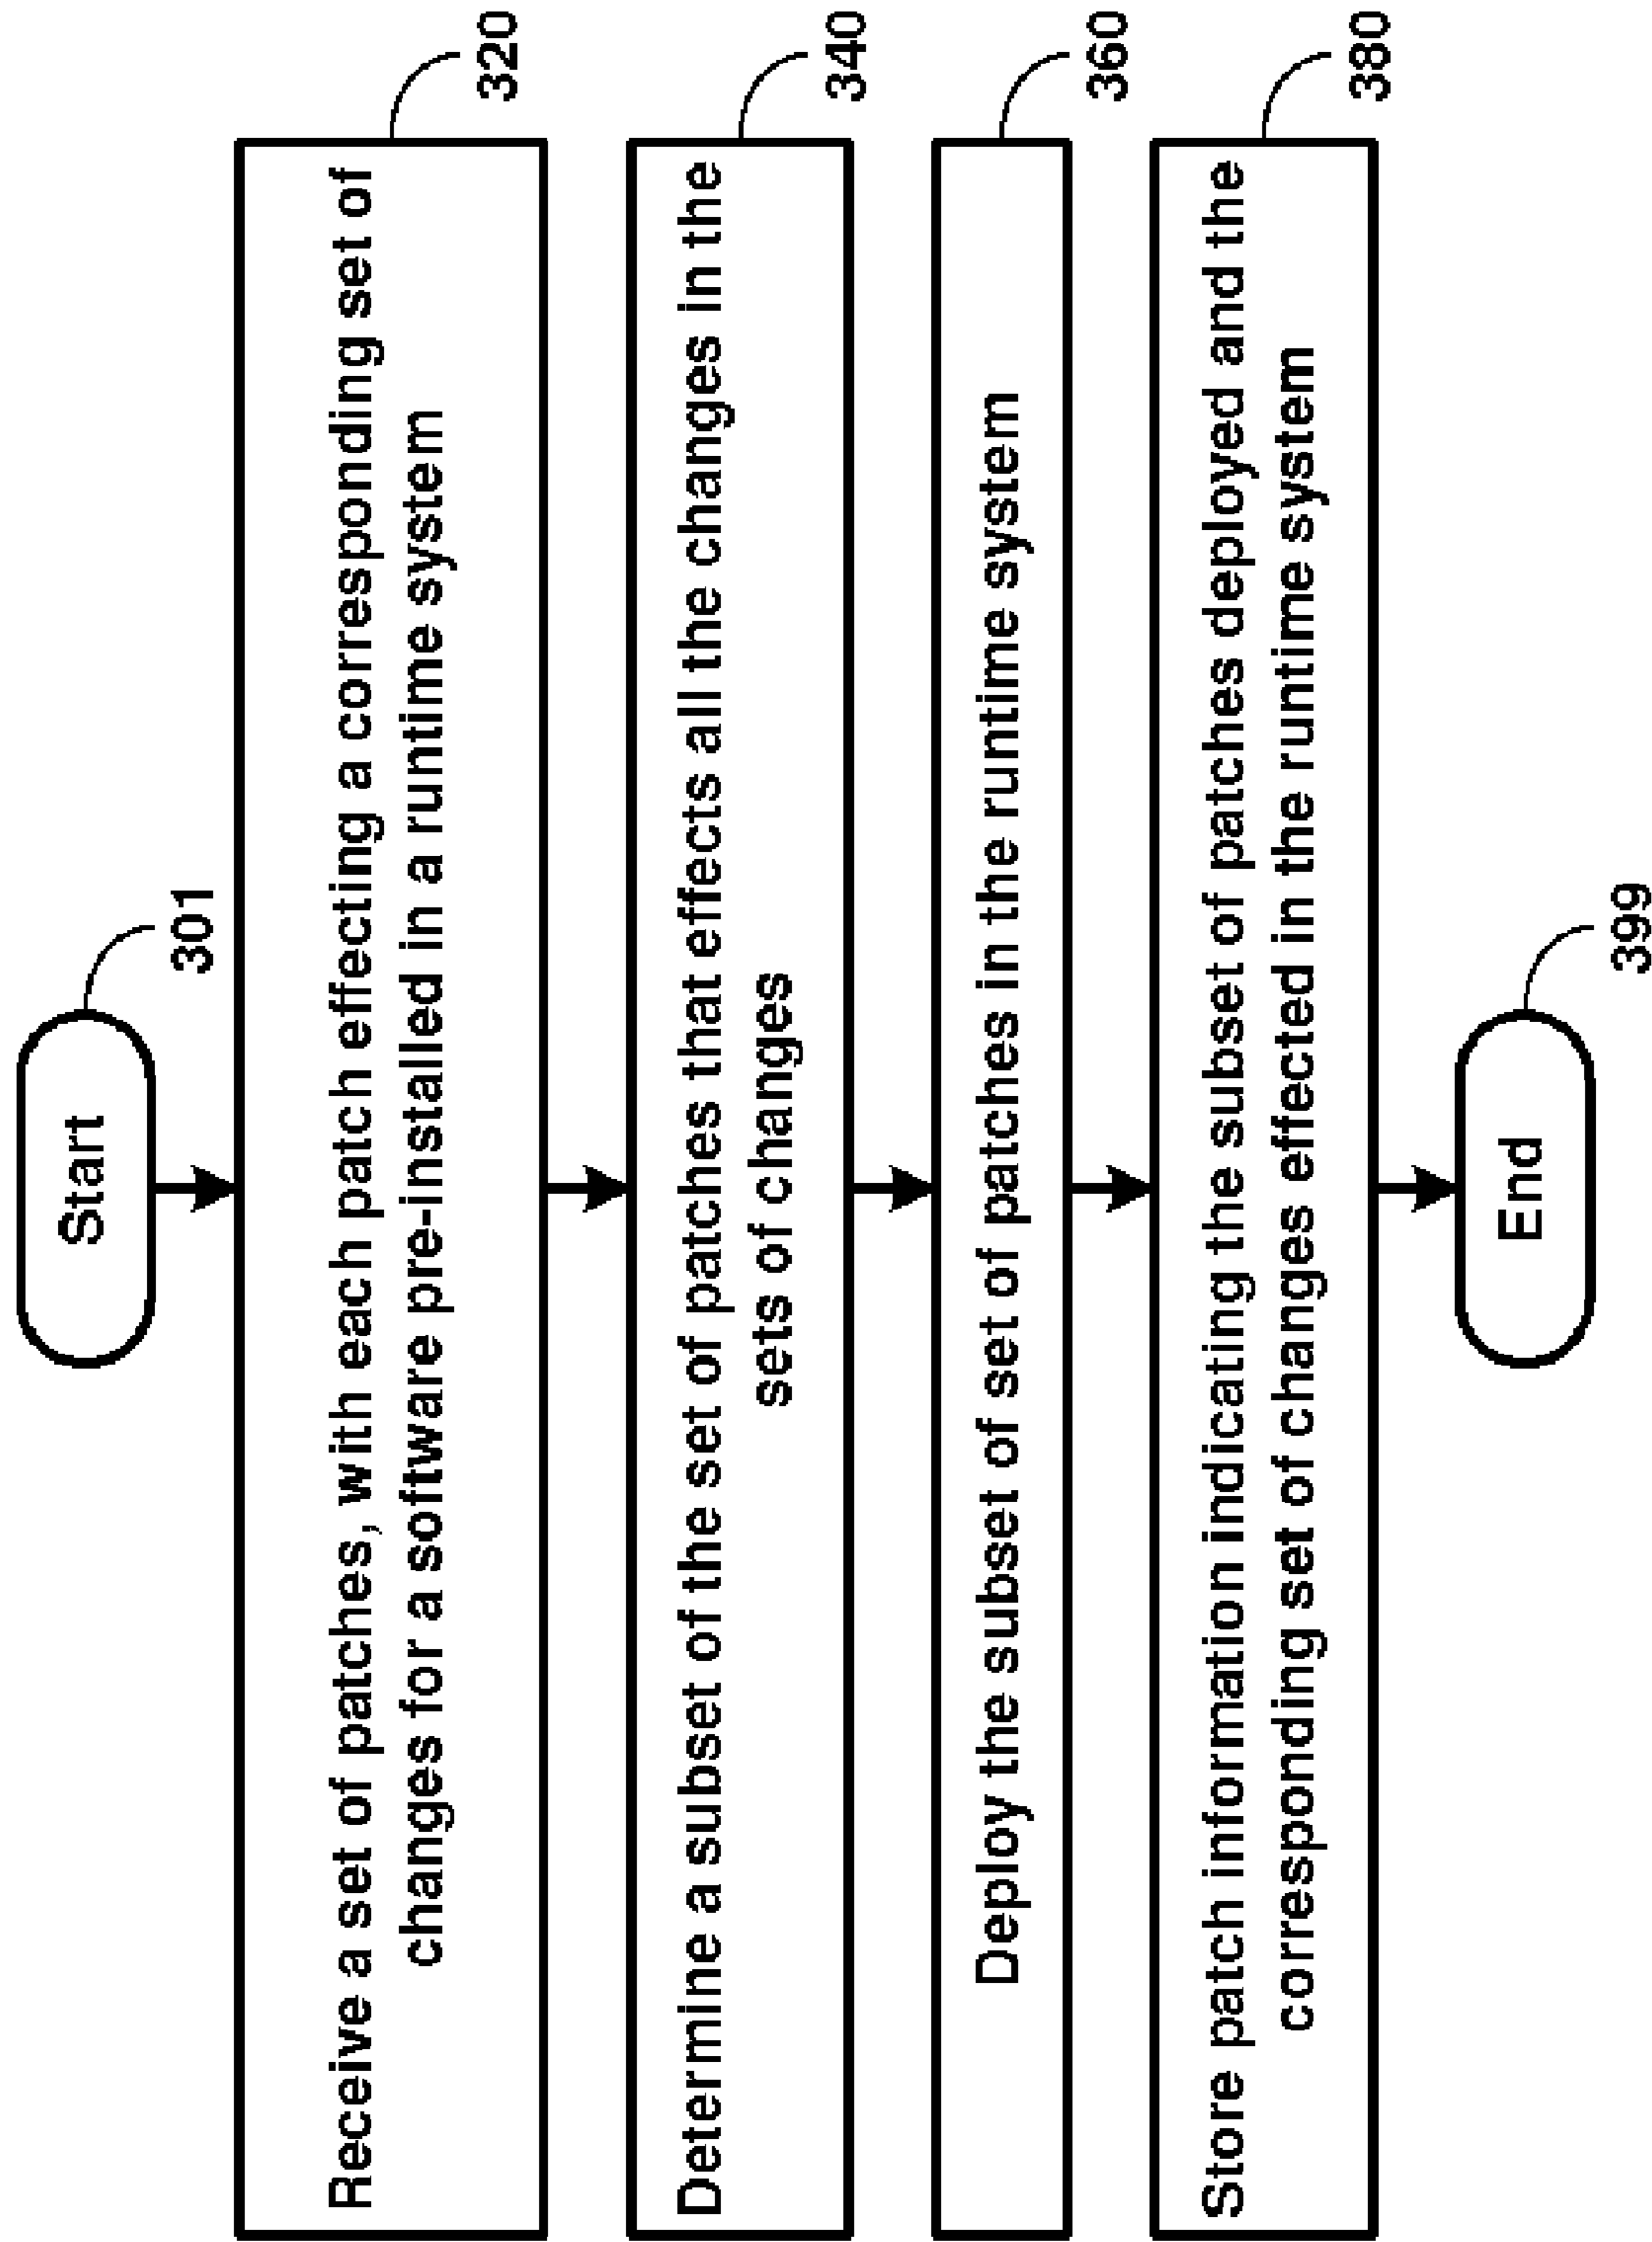 Start
301
Receive a set of patches, with each patch effecting a corresponding set of
changes for a software pre-installed in a runtime system
320
Determine a subset of the set of patches that effects all the changes in the
sets of changes
340
Deploy the subset of set of patches in the runtime system
360
Store patch information indicating the subset of patches deployed and the
corresponding set of changes effected in the runtime system
380
End
399